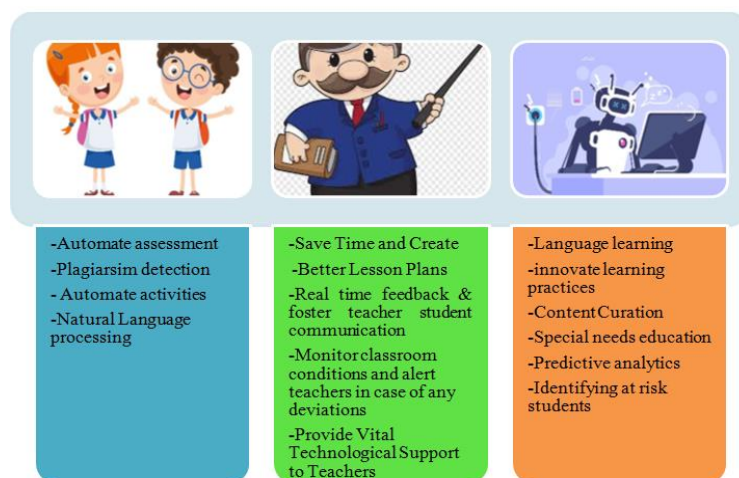 -Automate assessment
-Plagiarsim detection
- Automate activities
-Natural Language
processing
-Save Time and Create
-Better Lesson Plans
-Real time feedback &
foster teacher student
communication
-Monitor classroom
conditions and alert
teachers in case of any
deviations
-Provide Vital
Technological Support
to Teachers
-Language learning
-innovate learning
practices
-Content Curation
-Special needs education
-Predictive analytics
-Identifying at risk
students